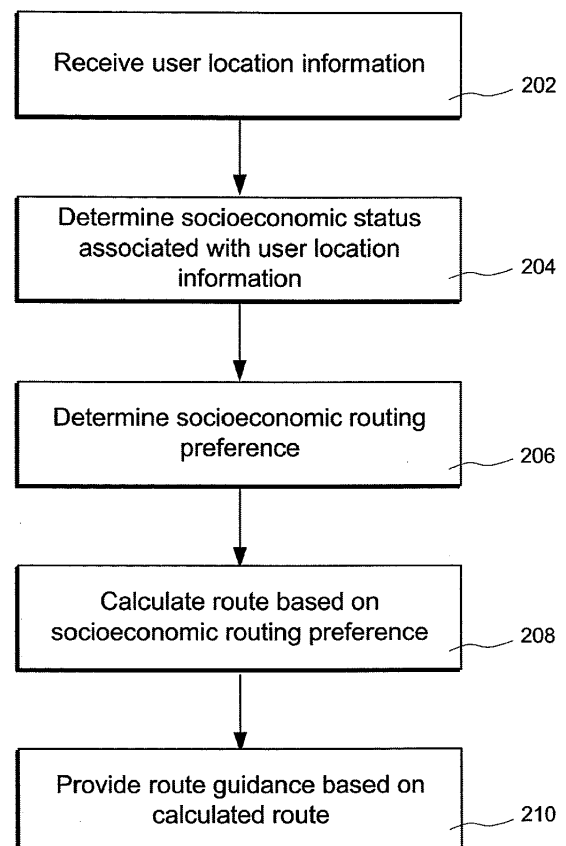 Receive user location information
202
Determine socioeconomic status
associated with user location
information
204
Determine socioeconomic routing
preference
206
Calculate route based on
socioeconomic routing preference
208
Provide route guidance based on
calculated route
210